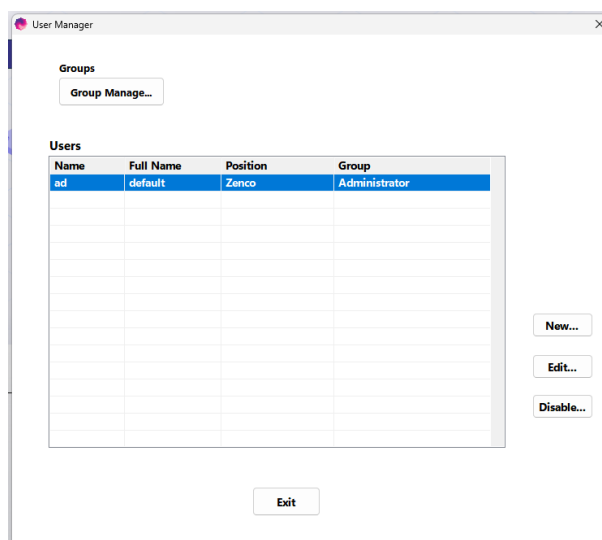 User Manager
Groups
Group Manage...
Users
Name Full Name Position Group
ad default Zenco Administrator
New...
Edit...
Disable...
Exit